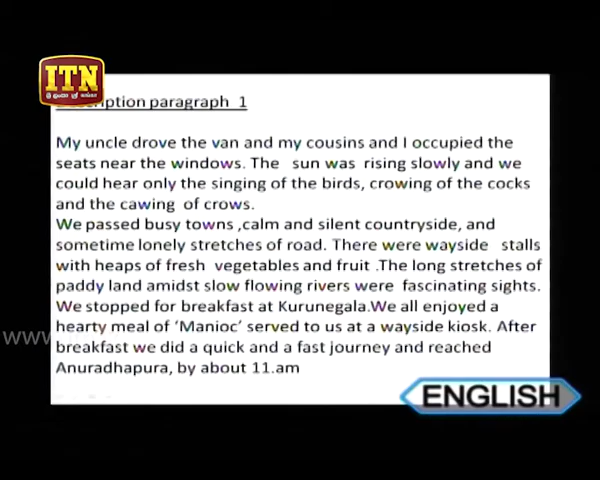 ITN
ශ්‍රී ලංකා ஸ்ரீ லங்கா
ption paragraph 1
My uncle drove the van and my cousins and I occupied the
seats near the windows. The sun was rising slowly and we
could hear only the singing of the birds, crowing of the cocks
and the cawing of crows.
We passed busy towns ,calm and silent countryside, and
sometime lonely stretches of road. There were wayside stalls
with heaps of fresh vegetables and fruit .The long stretches of
paddy land amidst slow flowing rivers were fascinating sights.
We stopped for breakfast at Kurunegala.We all enjoyed a
hearty meal of ‘Manioc’ served to us at a wayside kiosk. After
www
breakfast we did a quick and a fast journey and reached
Anuradhapura, by about 11.am
ENGLISH